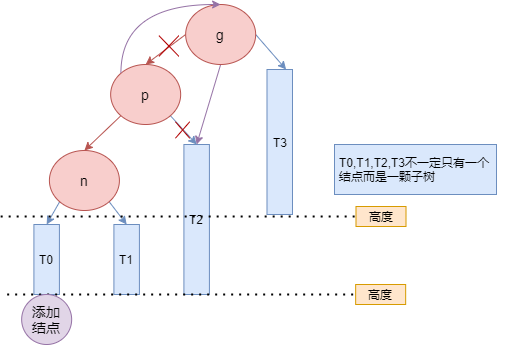 g
p
n
T3
T0,T1,T2,T3不一定只有一个
结点而是一颗子树
T2
高度
T0
T1
高度
添加
结点